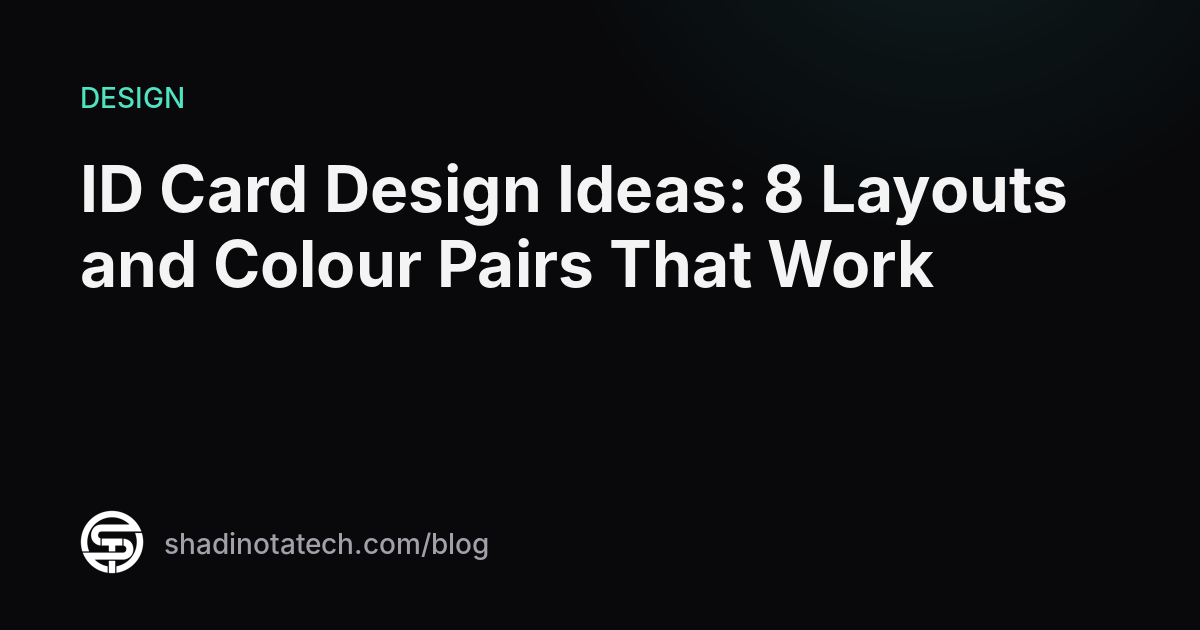 DESIGN
ID Card Design Ideas: 8 Layouts
and Colour Pairs That Work
shadinotatech.com/blog